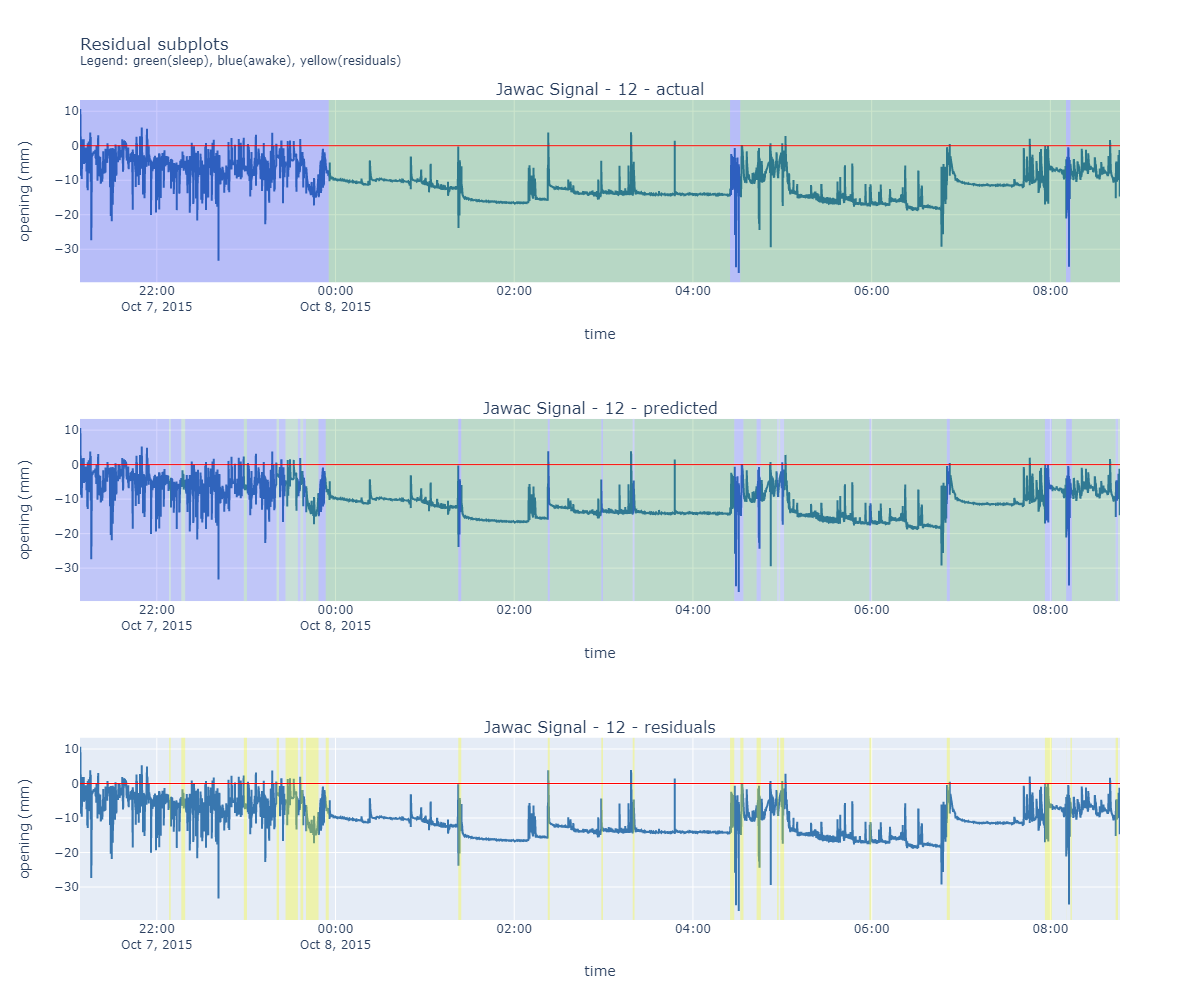 Residual subplots
Legend: green(sleep), blue(awake), yellow(residuals)
Jawac Signal - 12 - actual
10
0
−10
−20
−30
opening (mm)
22:00 00:00 02:00 04:00 06:00 08:00
Oct 7, 2015 Oct 8, 2015
time
Jawac Signal - 12 - predicted
10
0
−10
−20
−30
opening (mm)
22:00 00:00 02:00 04:00 06:00 08:00
Oct 7, 2015 Oct 8, 2015
time
Jawac Signal - 12 - residuals
10
0
−10
−20
−30
opening (mm)
22:00 00:00 02:00 04:00 06:00 08:00
Oct 7, 2015 Oct 8, 2015
time